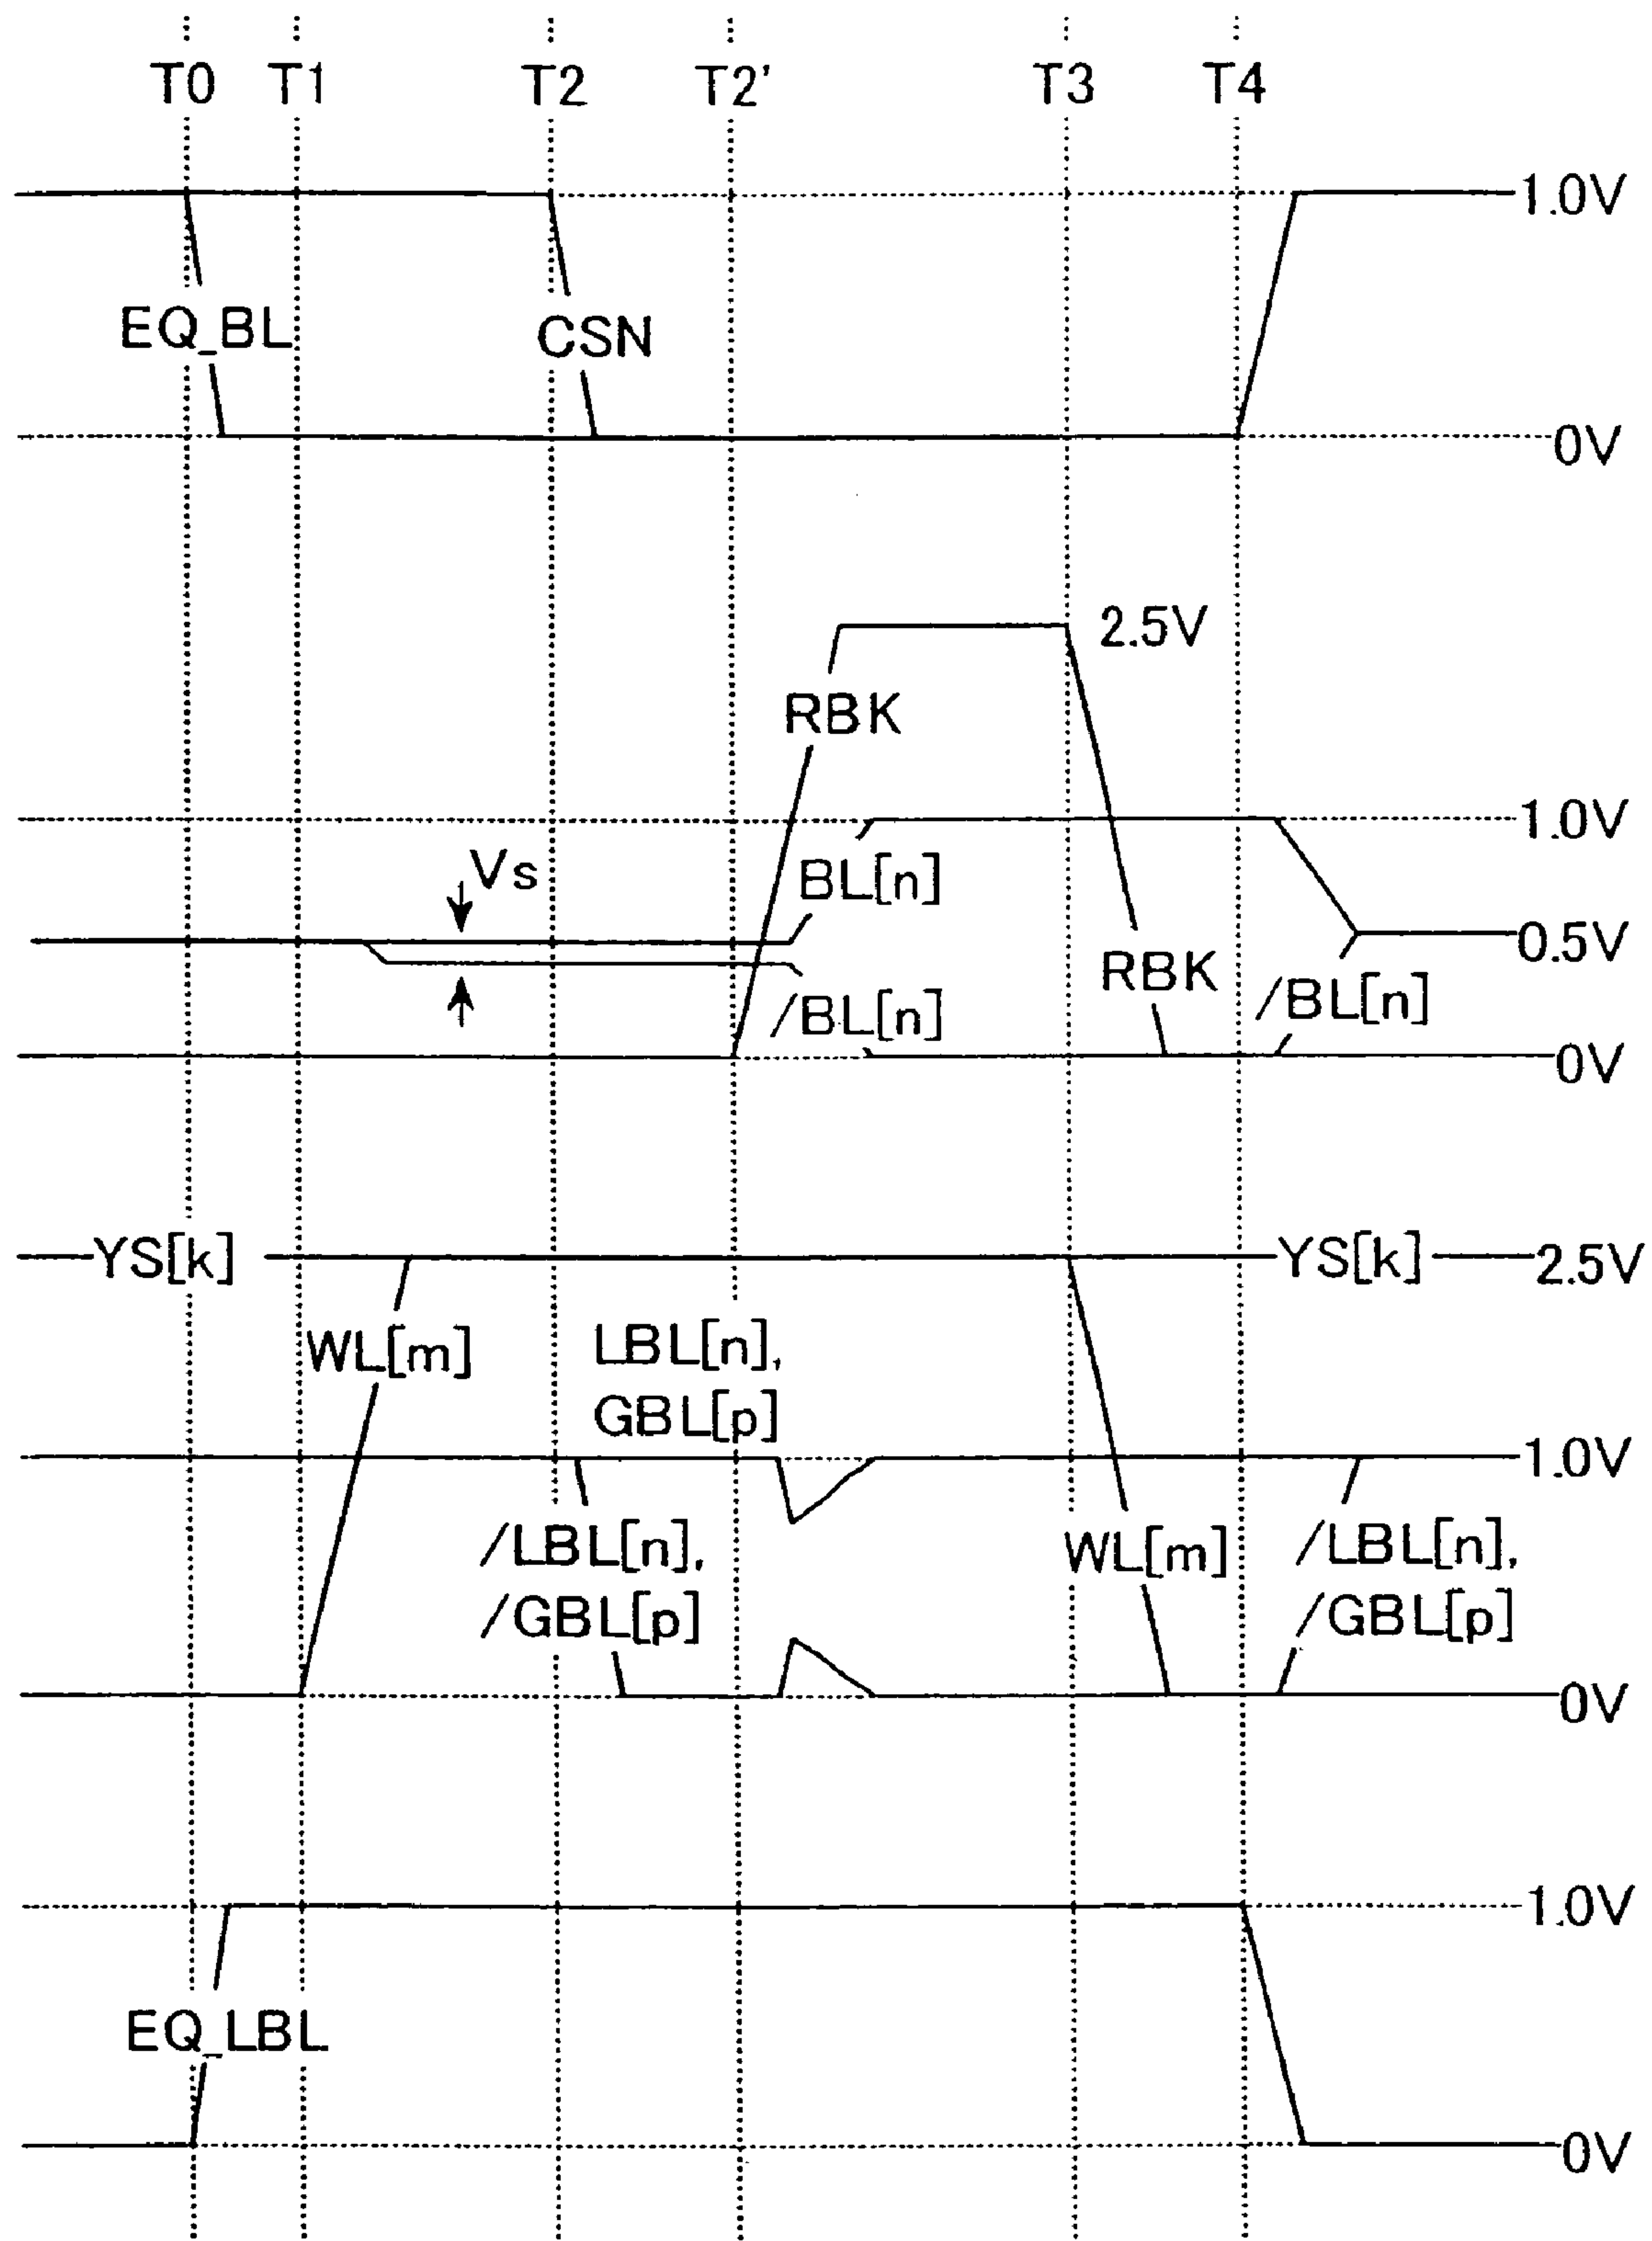 T0 T1 T2 T2' T3 T4
1.0V
EQ_BL
CSN
0V
2.5V
RBK
1.0V
Vs
BL[n]
0.5V
RBK
/BL[n]
/BL[n]
0V
YS[k]
YS[k]
2.5V
WL[m]
LBL[n],
GBL[p]
1.0V
/LBL[n],
/GBL[p]
WL[m]
/LBL[n],
/GBL[p]
0V
1.0V
EQ_LBL
0V